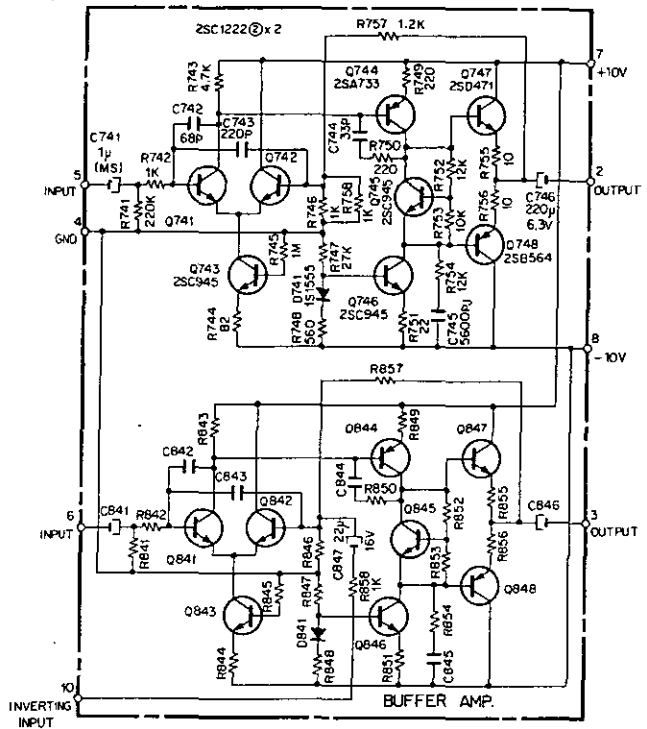 2SC1222②x 2
R757 1.2K
7
+10V
R743
4.7K
Q744
2SA733
R749
220
Q747
2SD471
C742
68P
C743
220P
C744
33P
R750
220
C741
1μ
(MS)
R742
1K
Q742
Q745
2SC945
R752
12K
R755
10
5
INPUT
R741
220K
Q741
R746
1K
R758
1K
R753
10K
R756
10
2
OUTPUT
C746
220μ
6.3V
4
GND
Q743
2SC945
R745
1M
R747
27K
D741
1S1555
Q746
2SC945
R754
12K
Q748
2SB564
R744
82
R748
560
R751
22
C745
5600PJ
8
-10V
R857
R843
Q844
R849
Q847
C842
C843
C844
R850
C841
R842
Q842
Q845
R852
R855
C846
6
INPUT
R841
Q841
R846
C847
22μ
16V
R853
R856
3
OUTPUT
Q843
R845
R847
R858
1K
Q848
D841
Q846
R854
R844
R848
R851
C845
10
INVERTING
INPUT
BUFFER AMP.